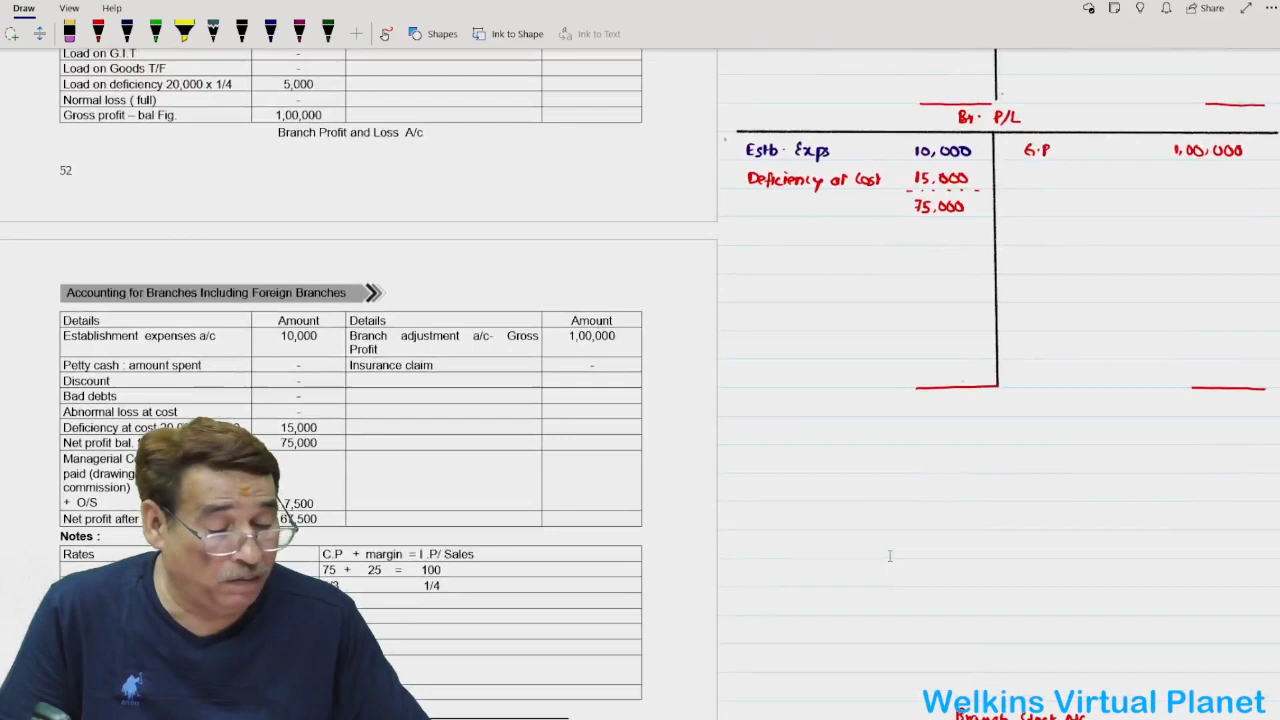 Draw View Help
Share
Shapes Ink to Shape Ink to Text
Load on G.I.T -
Load on Goods T/F -
Load on deficiency 20,000 x 1/4 5,000
Normal loss ( full) -
Gross profit – bal Fig. 1,00,000
Branch Profit and Loss A/c
52
Accounting for Branches Including Foreign Branches
Details Amount Details Amount
Establishment expenses a/c 10,000 Branch adjustment a/c- Gross 1,00,000
Profit
Petty cash : amount spent - Insurance claim -
Discount -
Bad debts -
Abnormal loss at cost -
Deficiency at cost 15,000
Net profit bal. 75,000
Managerial
paid (drawing
commission)
+ O/S 7,500
Net profit after
Notes :
Rates C.P + margin = I .P/ Sales
75 + 25 = 100
1/4
Br. P/L
Estb. Exps 10,000 G.P 1,00,000
Deficiency at cost 15,000
75,000
Welkins Virtual Planet